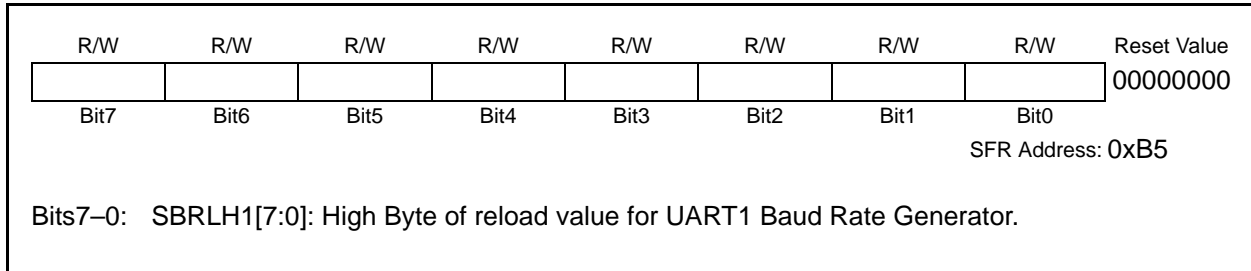 R/W R/W R/W R/W R/W R/W R/W R/W Reset Value
00000000
Bit7 Bit6 Bit5 Bit4 Bit3 Bit2 Bit1 Bit0
SFR Address: 0xB5
Bits7–0: SBRLH1[7:0]: High Byte of reload value for UART1 Baud Rate Generator.